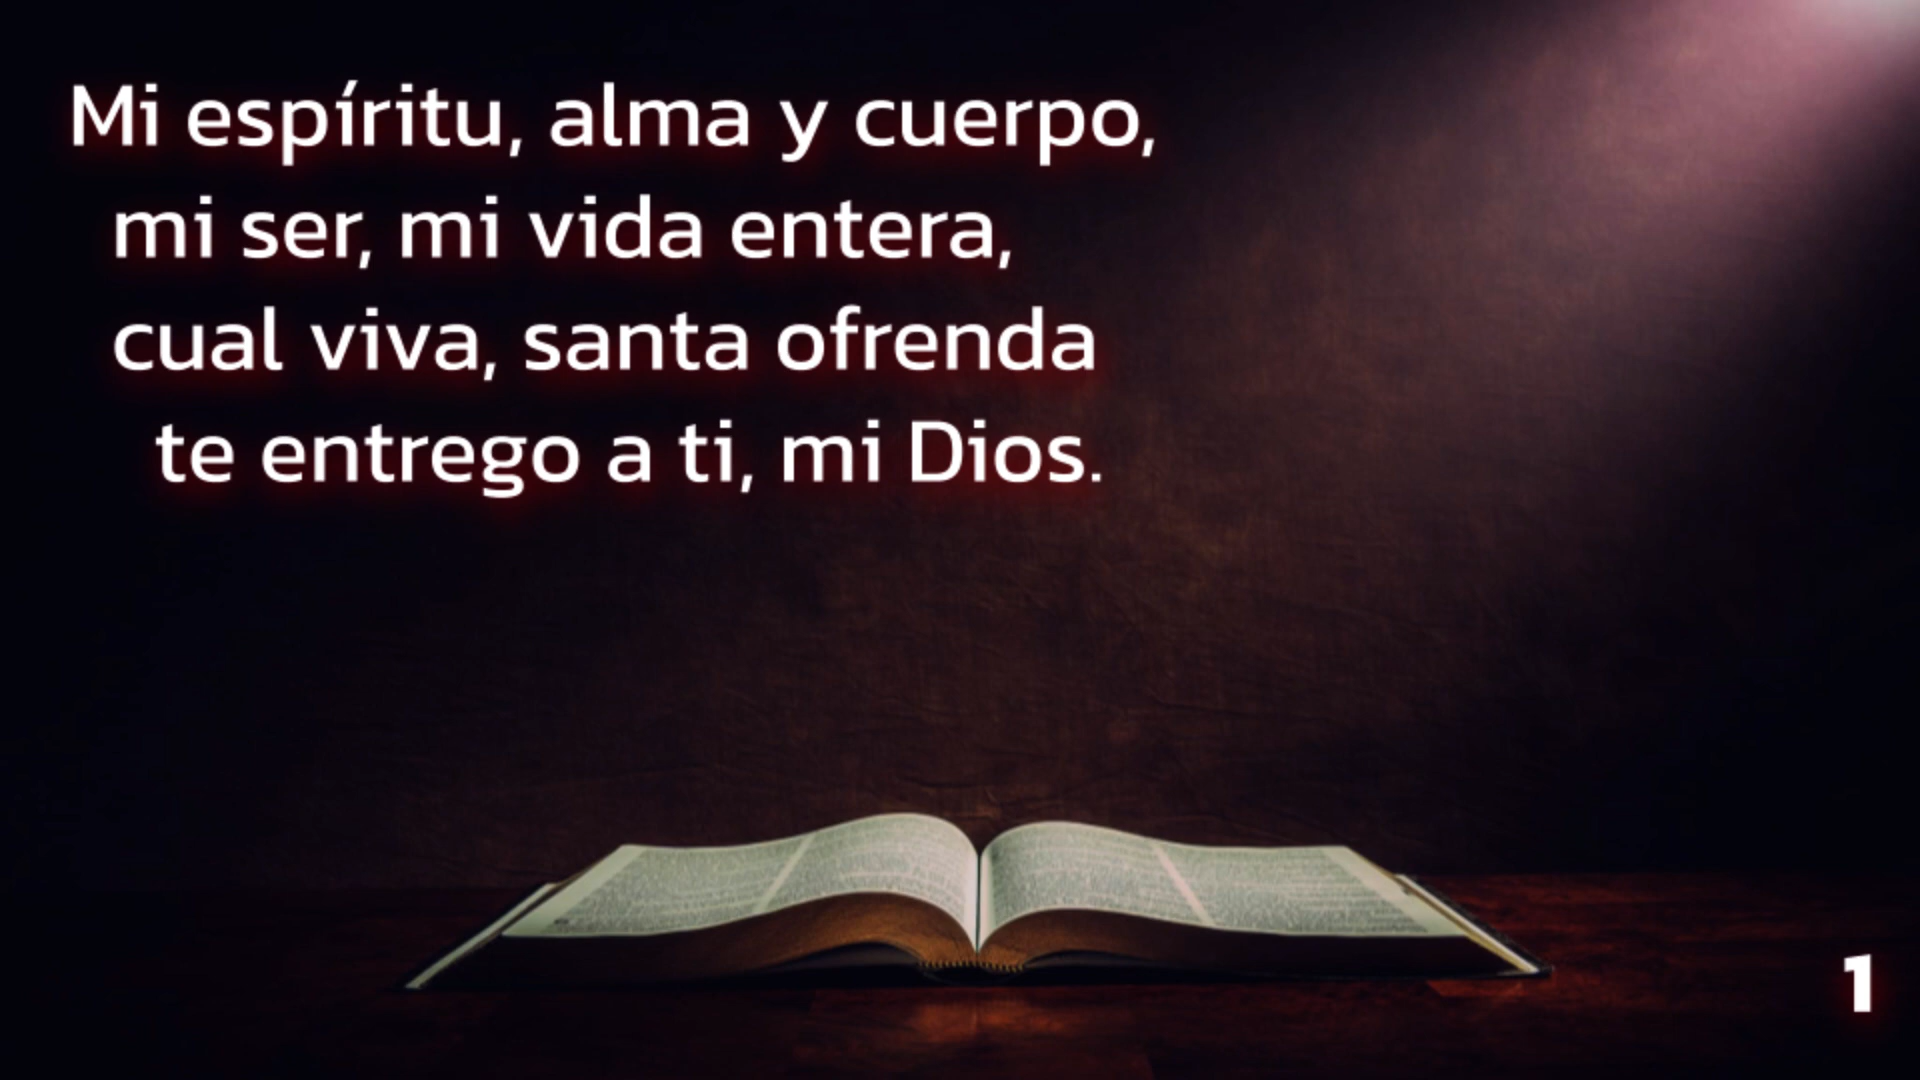 Mi espíritu, alma y cuerpo,
mi ser, mi vida entera,
cual viva, santa ofrenda
te entrego a ti, mi Dios.
1